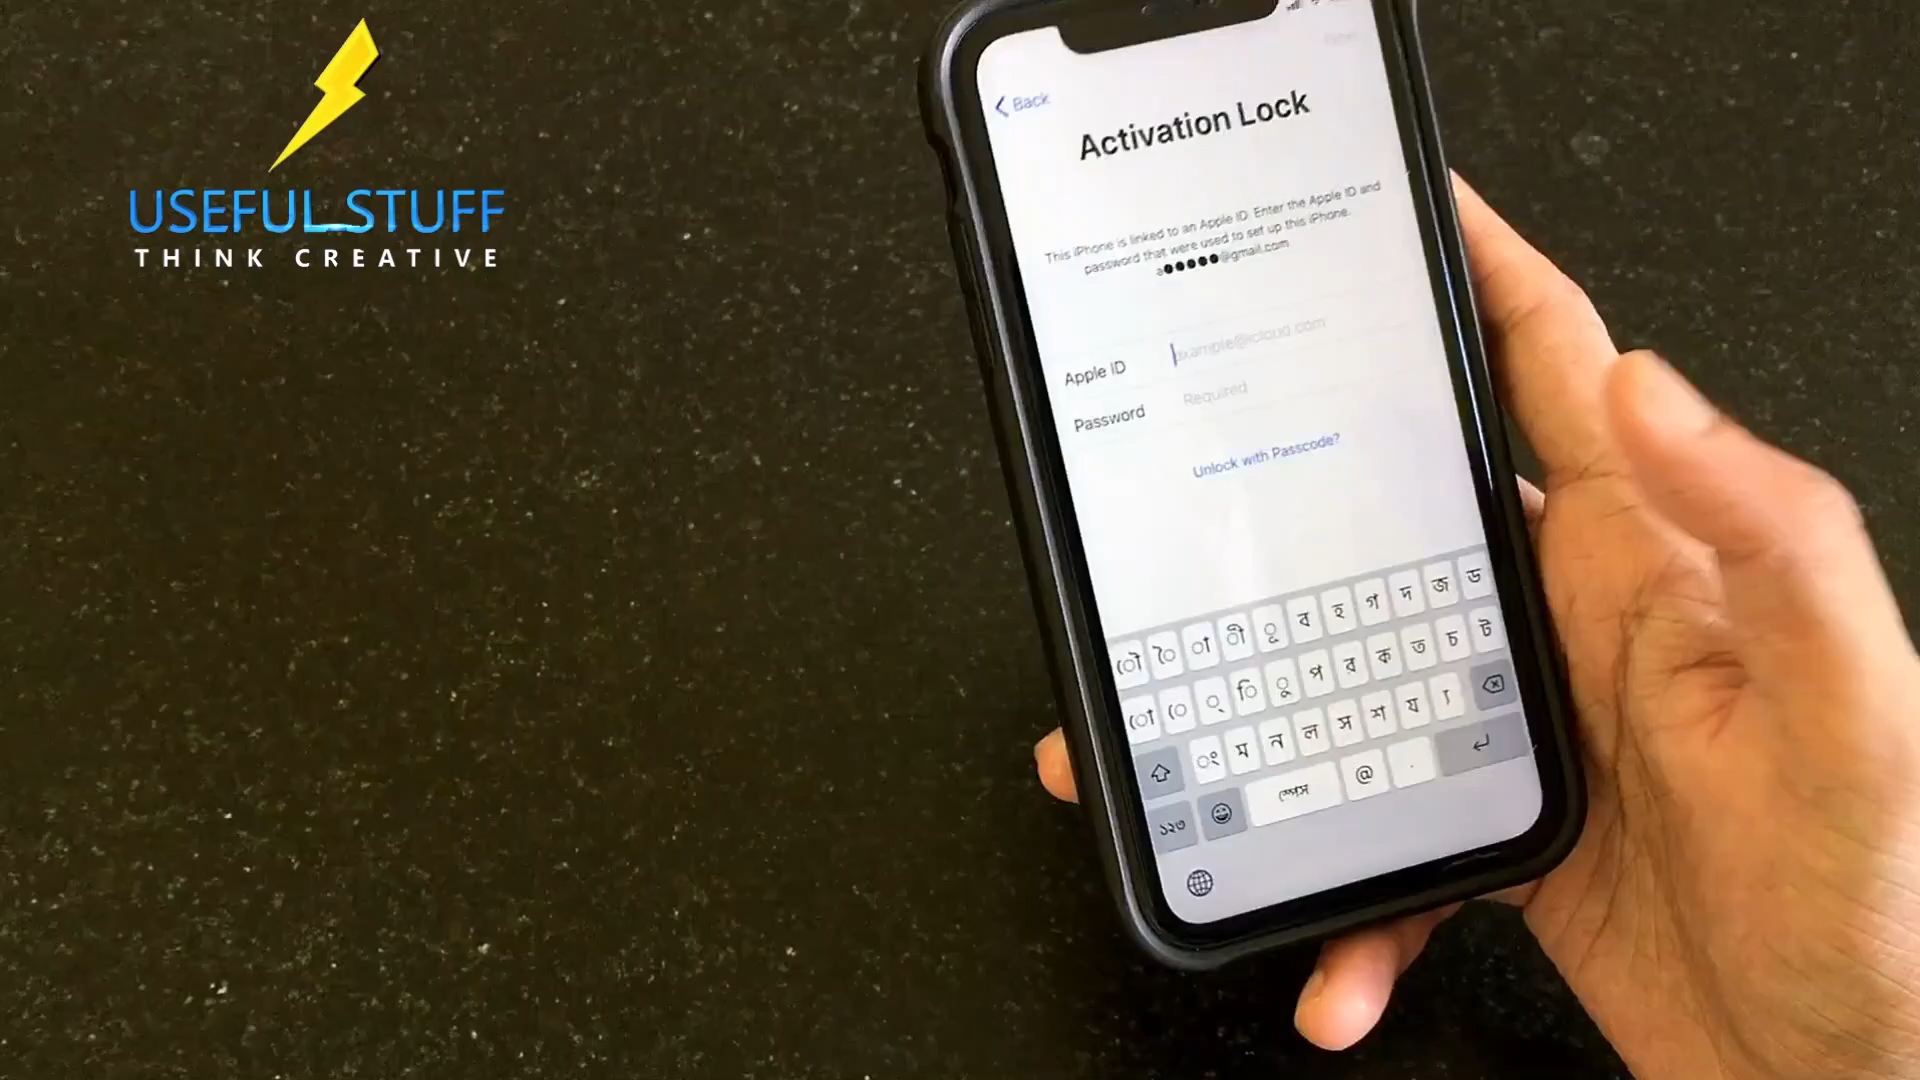 USEFUL_STUFF
THINK CREATIVE
Back
Activation Lock
This iPhone is linked to an Apple ID. Enter the Apple ID and
password that were used to set up this iPhone.
a●●●●●@gmail.com
Apple ID example@icloud.com
Password Required
Unlock with Passcode?
ৌ ৈ া ী ূ ব হ গ দ জ ড
ো ে ্ ি ু প র ক ত চ ট
ং ম ন ল স শ য
১২৩ স্পেস @ .